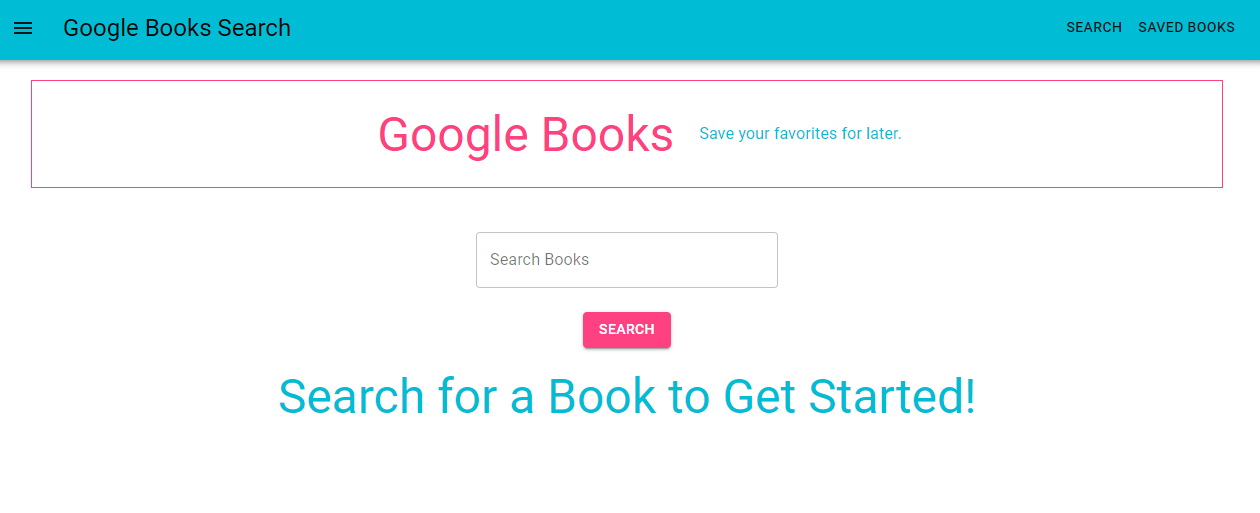 Google Books Search
SEARCH SAVED BOOKS
Google Books
Save your favorites for later.
Search Books
SEARCH
Search for a Book to Get Started!